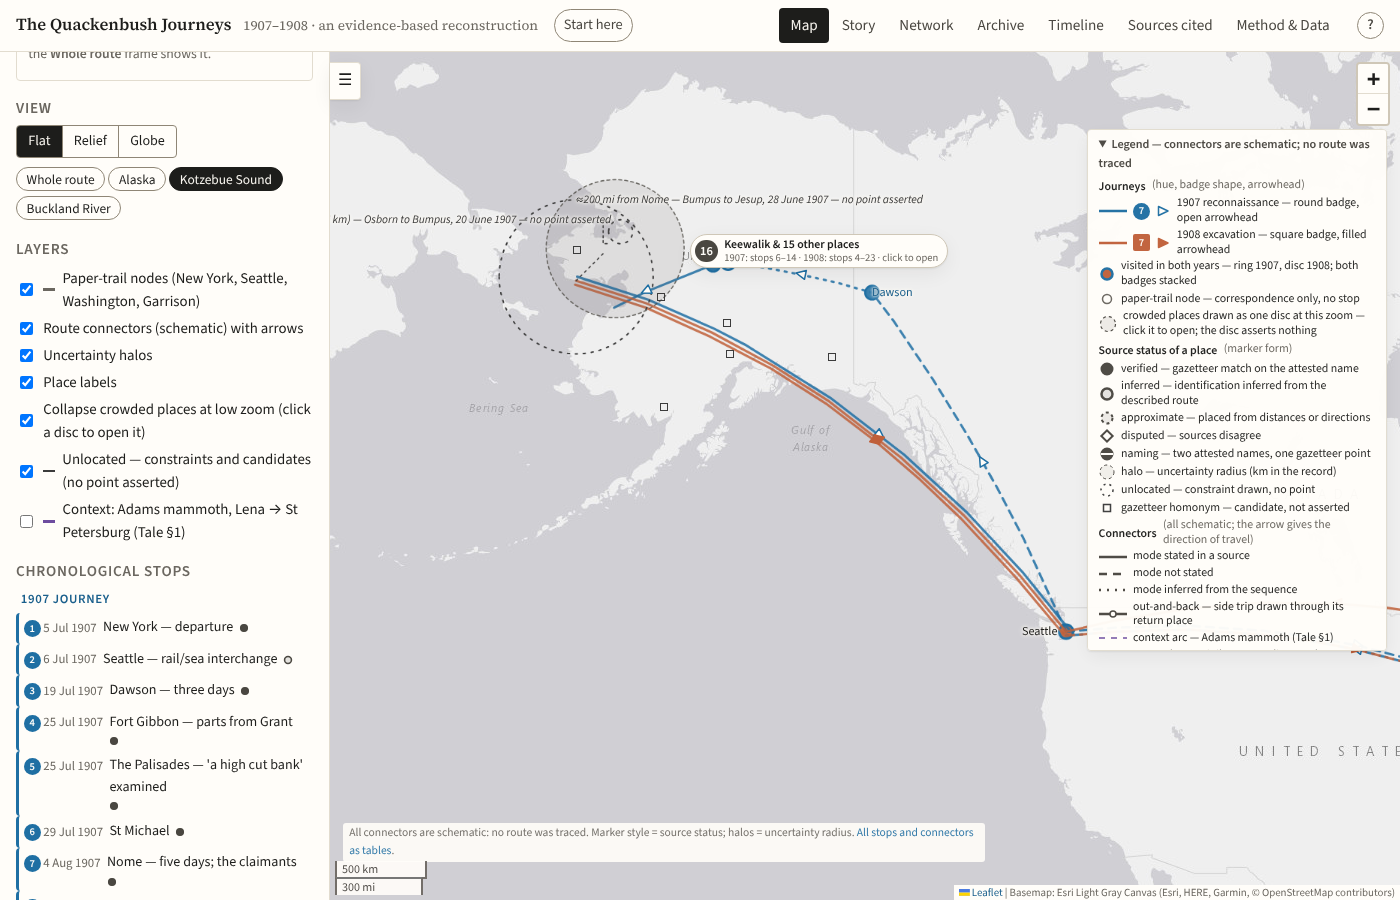 The Quackenbush Journeys
1907–1908 · an evidence-based reconstruction
Start here
Map
Story
Network
Archive
Timeline
Sources cited
Method & Data
?
the Whole route frame shows it.
VIEW
Flat
Relief
Globe
Whole route
Alaska
Kotzebue Sound
Buckland River
LAYERS
Paper-trail nodes (New York, Seattle,
Washington, Garrison)
Route connectors (schematic) with arrows
Uncertainty halos
Place labels
Collapse crowded places at low zoom (click
a disc to open it)
Unlocated — constraints and candidates
(no point asserted)
Context: Adams mammoth, Lena → St
Petersburg (Tale §1)
CHRONOLOGICAL STOPS
1907 JOURNEY
1 5 Jul 1907 New York — departure
2 6 Jul 1907 Seattle — rail/sea interchange
3 19 Jul 1907 Dawson — three days
4 25 Jul 1907 Fort Gibbon — parts from Grant
5 25 Jul 1907 The Palisades — 'a high cut bank'
examined
6 29 Jul 1907 St Michael
7 4 Aug 1907 Nome — five days; the claimants
☰
≈200 mi from Nome — Bumpus to Jesup, 28 June 1907 — no point asserted
km) — Osborn to Bumpus, 20 June 1907 — no point asserted
16
Keewalik & 15 other places
1907: stops 6–14 · 1908: stops 4–23 · click to open
Dawson
Bering Sea
Gulf of
Alaska
Seattle
UNITED STATE
+
−
▼ Legend — connectors are schematic; no route was
traced
Journeys (hue, badge shape, arrowhead)
7 1907 reconnaissance — round badge,
open arrowhead
7 1908 excavation — square badge, filled
arrowhead
visited in both years — ring 1907, disc 1908; both
badges stacked
paper-trail node — correspondence only, no stop
crowded places drawn as one disc at this zoom —
click it to open; the disc asserts nothing
Source status of a place (marker form)
verified — gazetteer match on the attested name
inferred — identification inferred from the
described route
approximate — placed from distances or directions
disputed — sources disagree
naming — two attested names, one gazetteer point
halo — uncertainty radius (km in the record)
unlocated — constraint drawn, no point
gazetteer homonym — candidate, not asserted
Connectors (all schematic; the arrow gives the
direction of travel)
mode stated in a source
mode not stated
mode inferred from the sequence
out-and-back — side trip drawn through its
return place
context arc — Adams mammoth (Tale §1)
All connectors are schematic: no route was traced. Marker style = source status; halos = uncertainty radius. All stops and connectors
as tables.
500 km
300 mi
Leaflet | Basemap: Esri Light Gray Canvas (Esri, HERE, Garmin, © OpenStreetMap contributors)